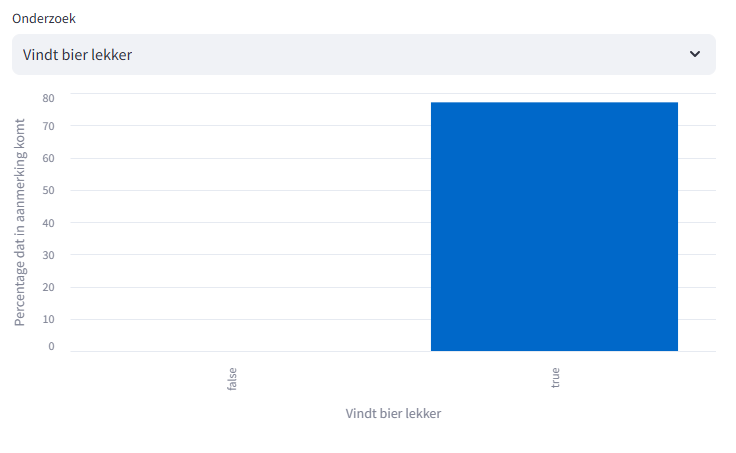 Onderzoek
Vindt bier lekker
80
70
60
50
40
30
20
10
0
Percentage dat in aanmerking komt
false
true
Vindt bier lekker